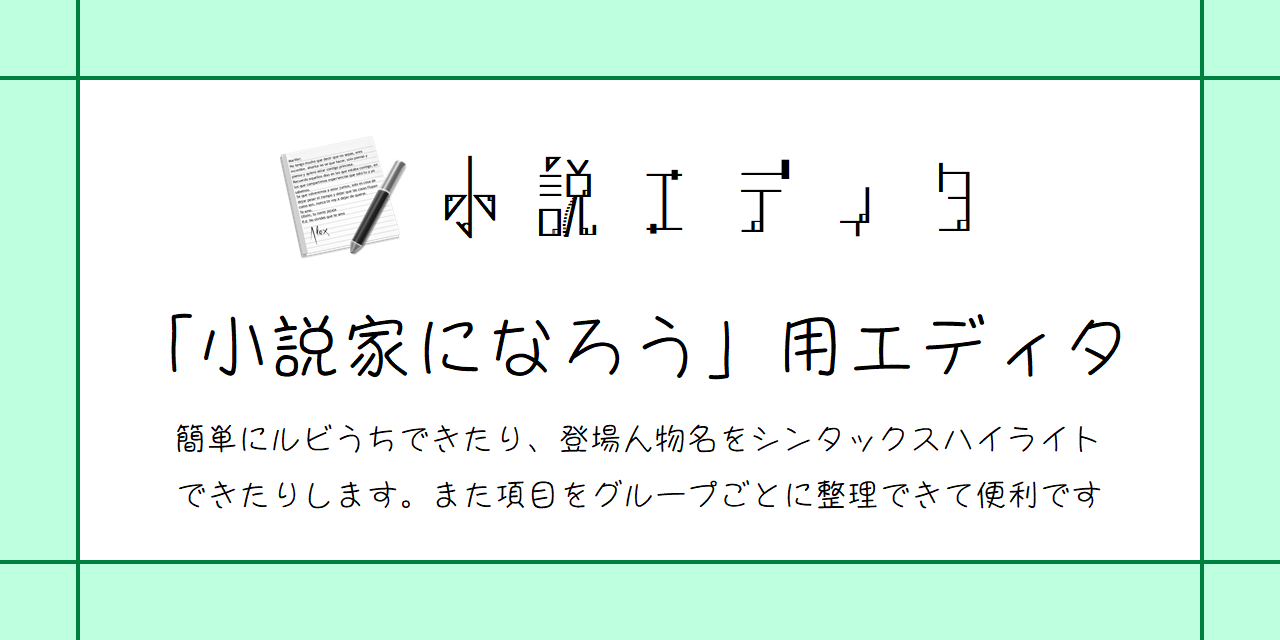 小説エディタ
「小説家になろう」用エディタ
簡単にルビうちできたり、登場人物名をシンタックスハイライト
できたりします。また項目をグループごとに整理できて便利です